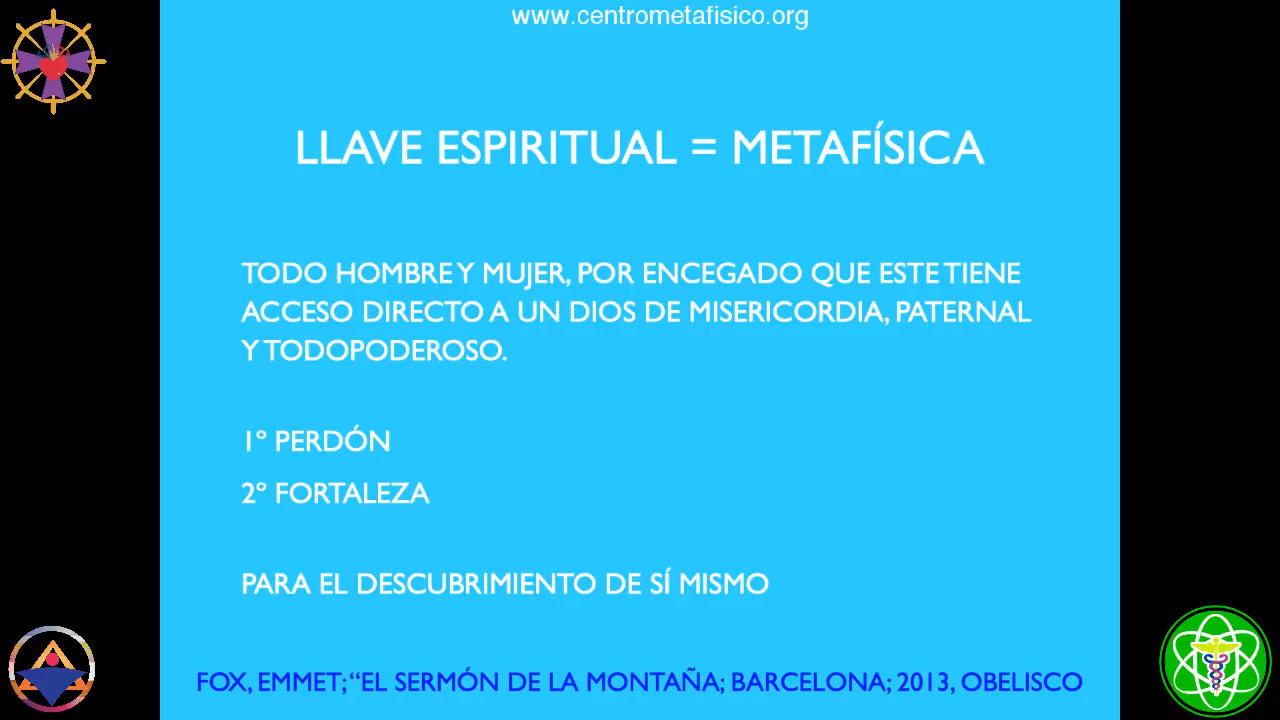 www.centrometafisico.org
LLAVE ESPIRITUAL = METAFÍSICA
TODO HOMBRE Y MUJER, POR ENCEGADO QUE ESTE TIENE
ACCESO DIRECTO A UN DIOS DE MISERICORDIA, PATERNAL
Y TODOPODEROSO.
1º PERDÓN
2º FORTALEZA
PARA EL DESCUBRIMIENTO DE SÍ MISMO
FOX, EMMET; “EL SERMÓN DE LA MONTAÑA; BARCELONA; 2013, OBELISCO